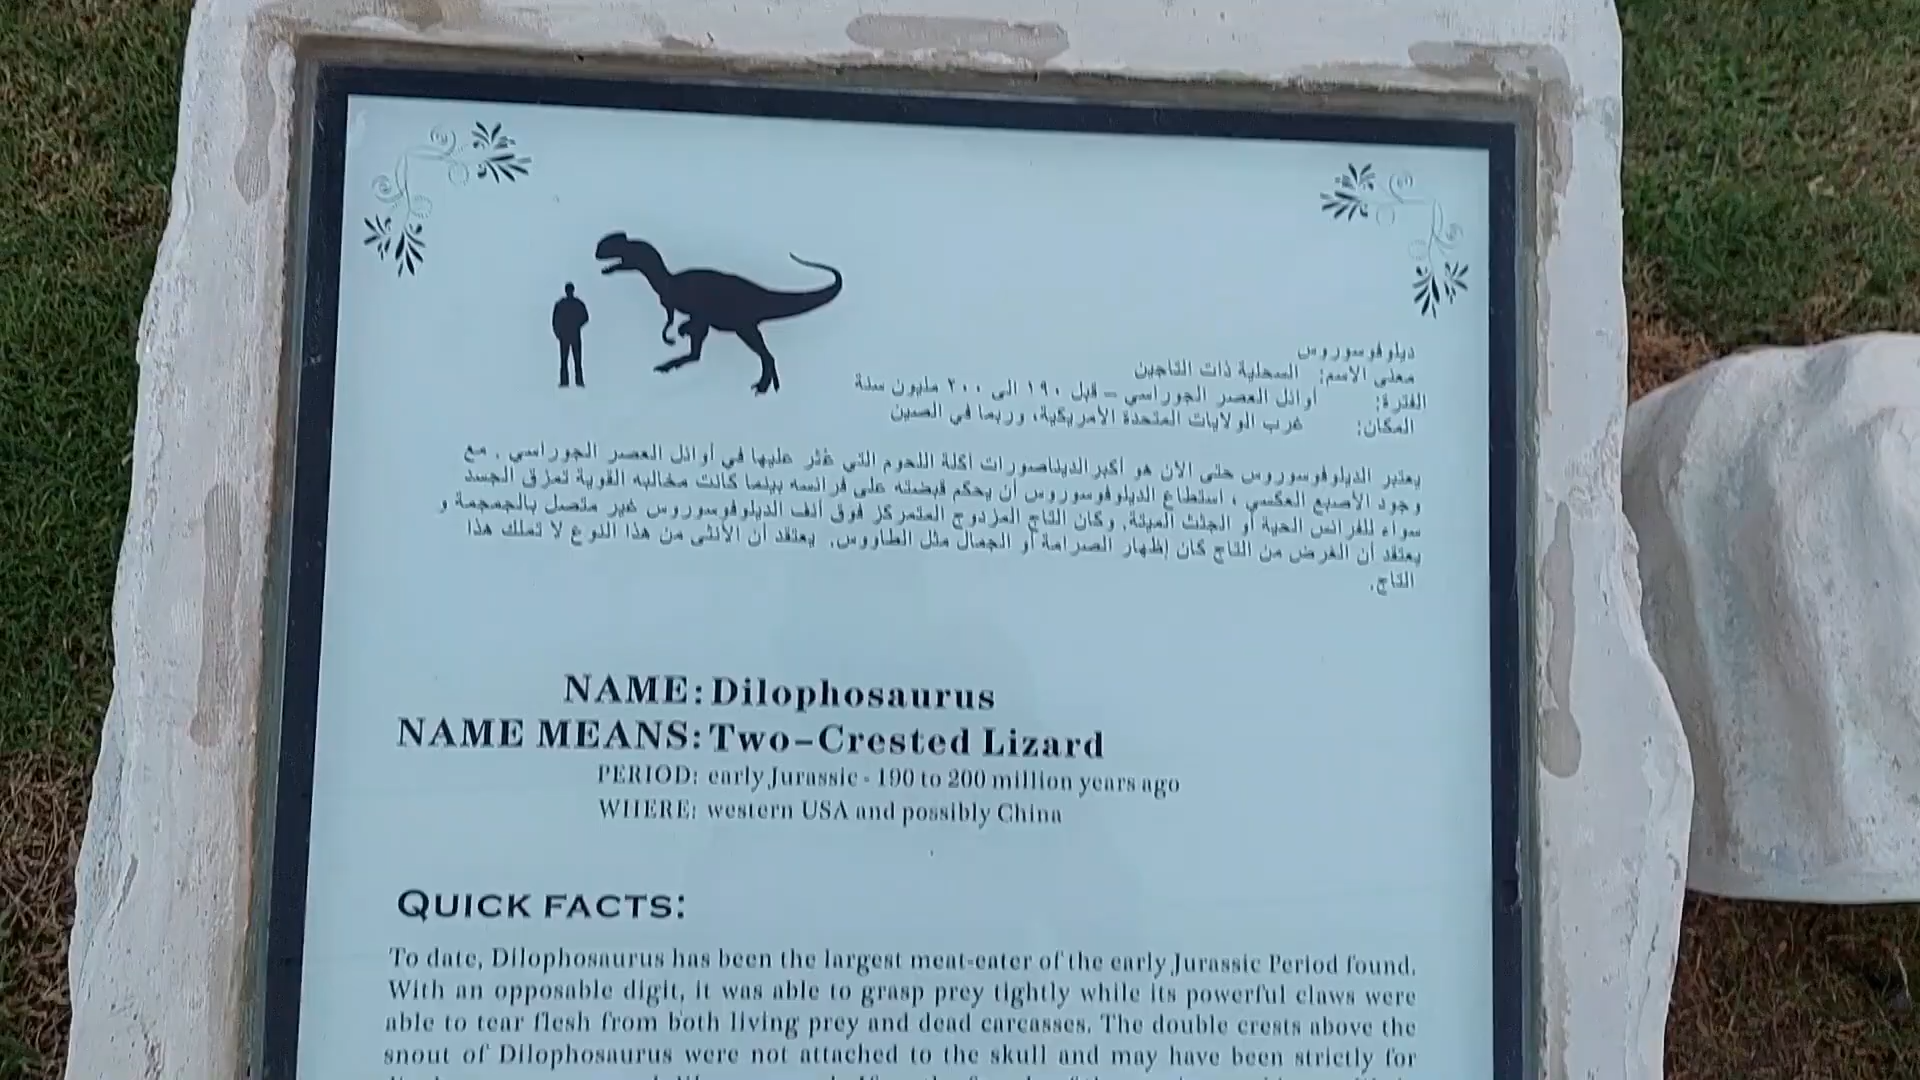 ديلوفوسوروس
معنى الاسم: السحلية ذات التاجين
الفترة: أوائل العصر الجوراسي – قبل ١٩٠ الى ٢٠٠ مليون سنة
المكان: غرب الولايات المتحدة الأمريكية، وربما في الصين
يعتبر الديلوفوسوروس حتى الآن هو أكبر الديناصورات آكلة اللحوم التي عُثر عليها في أوائل العصر الجوراسي . مع
وجود الأصبع العكسي ، استطاع الديلوفوسوروس أن يحكم قبضته على فرائسه بينما كانت مخالبه القوية تمزق الجسد
سواء للفرائس الحية أو الجثث الميتة. وكان التاج المزدوج المتمركز فوق أنف الديلوفوسوروس غير متصل بالجمجمة و
يعتقد أن الغرض من التاج كان إظهار الصرامة أو الجمال مثل الطاووس. يعتقد أن الأنثى من هذا النوع لا تملك هذا
التاج.
NAME: Dilophosaurus
NAME MEANS: Two-Crested Lizard
PERIOD: early Jurassic - 190 to 200 million years ago
WHERE: western USA and possibly China
QUICK FACTS:
To date, Dilophosaurus has been the largest meat-eater of the early Jurassic Period found.
With an opposable digit, it was able to grasp prey tightly while its powerful claws were
able to tear flesh from both living prey and dead carcasses. The double crests above the
snout of Dilophosaurus were not attached to the skull and may have been strictly for